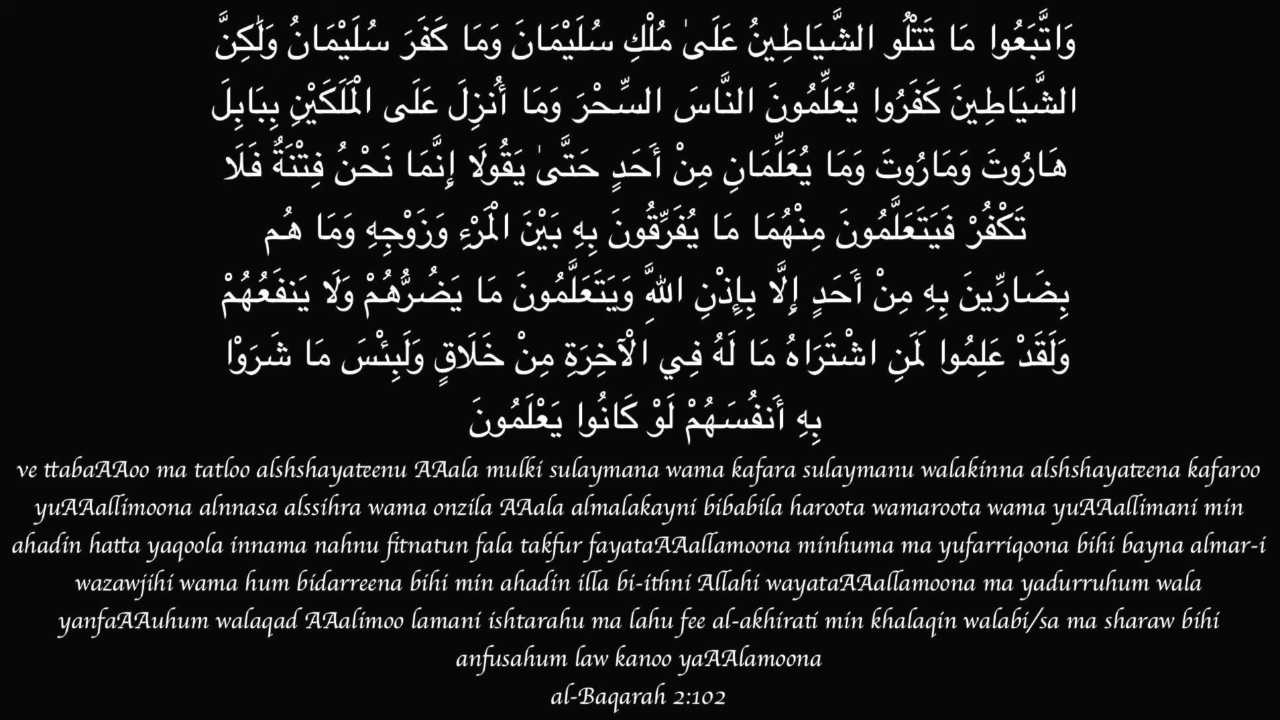 وَاتَّبَعُوا مَا تَتْلُو الشَّيَاطِينُ عَلَىٰ مُلْكِ سُلَيْمَانَ وَمَا كَفَرَ سُلَيْمَانُ وَلَٰكِنَّ
الشَّيَاطِينَ كَفَرُوا يُعَلِّمُونَ النَّاسَ السِّحْرَ وَمَا أُنزِلَ عَلَى الْمَلَكَيْنِ بِبَابِلَ
هَارُوتَ وَمَارُوتَ وَمَا يُعَلِّمَانِ مِنْ أَحَدٍ حَتَّىٰ يَقُولَا إِنَّمَا نَحْنُ فِتْنَةٌ فَلَا
تَكْفُرْ فَيَتَعَلَّمُونَ مِنْهُمَا مَا يُفَرِّقُونَ بِهِ بَيْنَ الْمَرْءِ وَزَوْجِهِ وَمَا هُم
بِضَارِّينَ بِهِ مِنْ أَحَدٍ إِلَّا بِإِذْنِ اللَّهِ وَيَتَعَلَّمُونَ مَا يَضُرُّهُمْ وَلَا يَنفَعُهُمْ
وَلَقَدْ عَلِمُوا لَمَنِ اشْتَرَاهُ مَا لَهُ فِي الْآخِرَةِ مِنْ خَلَاقٍ وَلَبِئْسَ مَا شَرَوْا
بِهِ أَنفُسَهُمْ لَوْ كَانُوا يَعْلَمُونَ
ve ttabaAAoo ma tatloo alshshayateenu AAala mulki sulaymana wama kafara sulaymanu walakinna alshshayateena kafaroo
yuAAallimoona alnnasa alssihra wama onzila AAala almalakayni bibabila haroota wamaroota wama yuAAallimani min
ahadin hatta yaqoola innama nahnu fitnatun fala takfur fayataAAallamoona minhuma ma yufarriqoona bihi bayna almar-i
wazawjihi wama hum bidarreena bihi min ahadin illa bi-ithni Allahi wayataAAallamoona ma yadurruhum wala
yanfaAAuhum walaqad AAalimoo lamani ishtarahu ma lahu fee al-akhirati min khalaqin walabi/sa ma sharaw bihi
anfusahum law kanoo yaAAlamoona
al-Baqarah 2:102